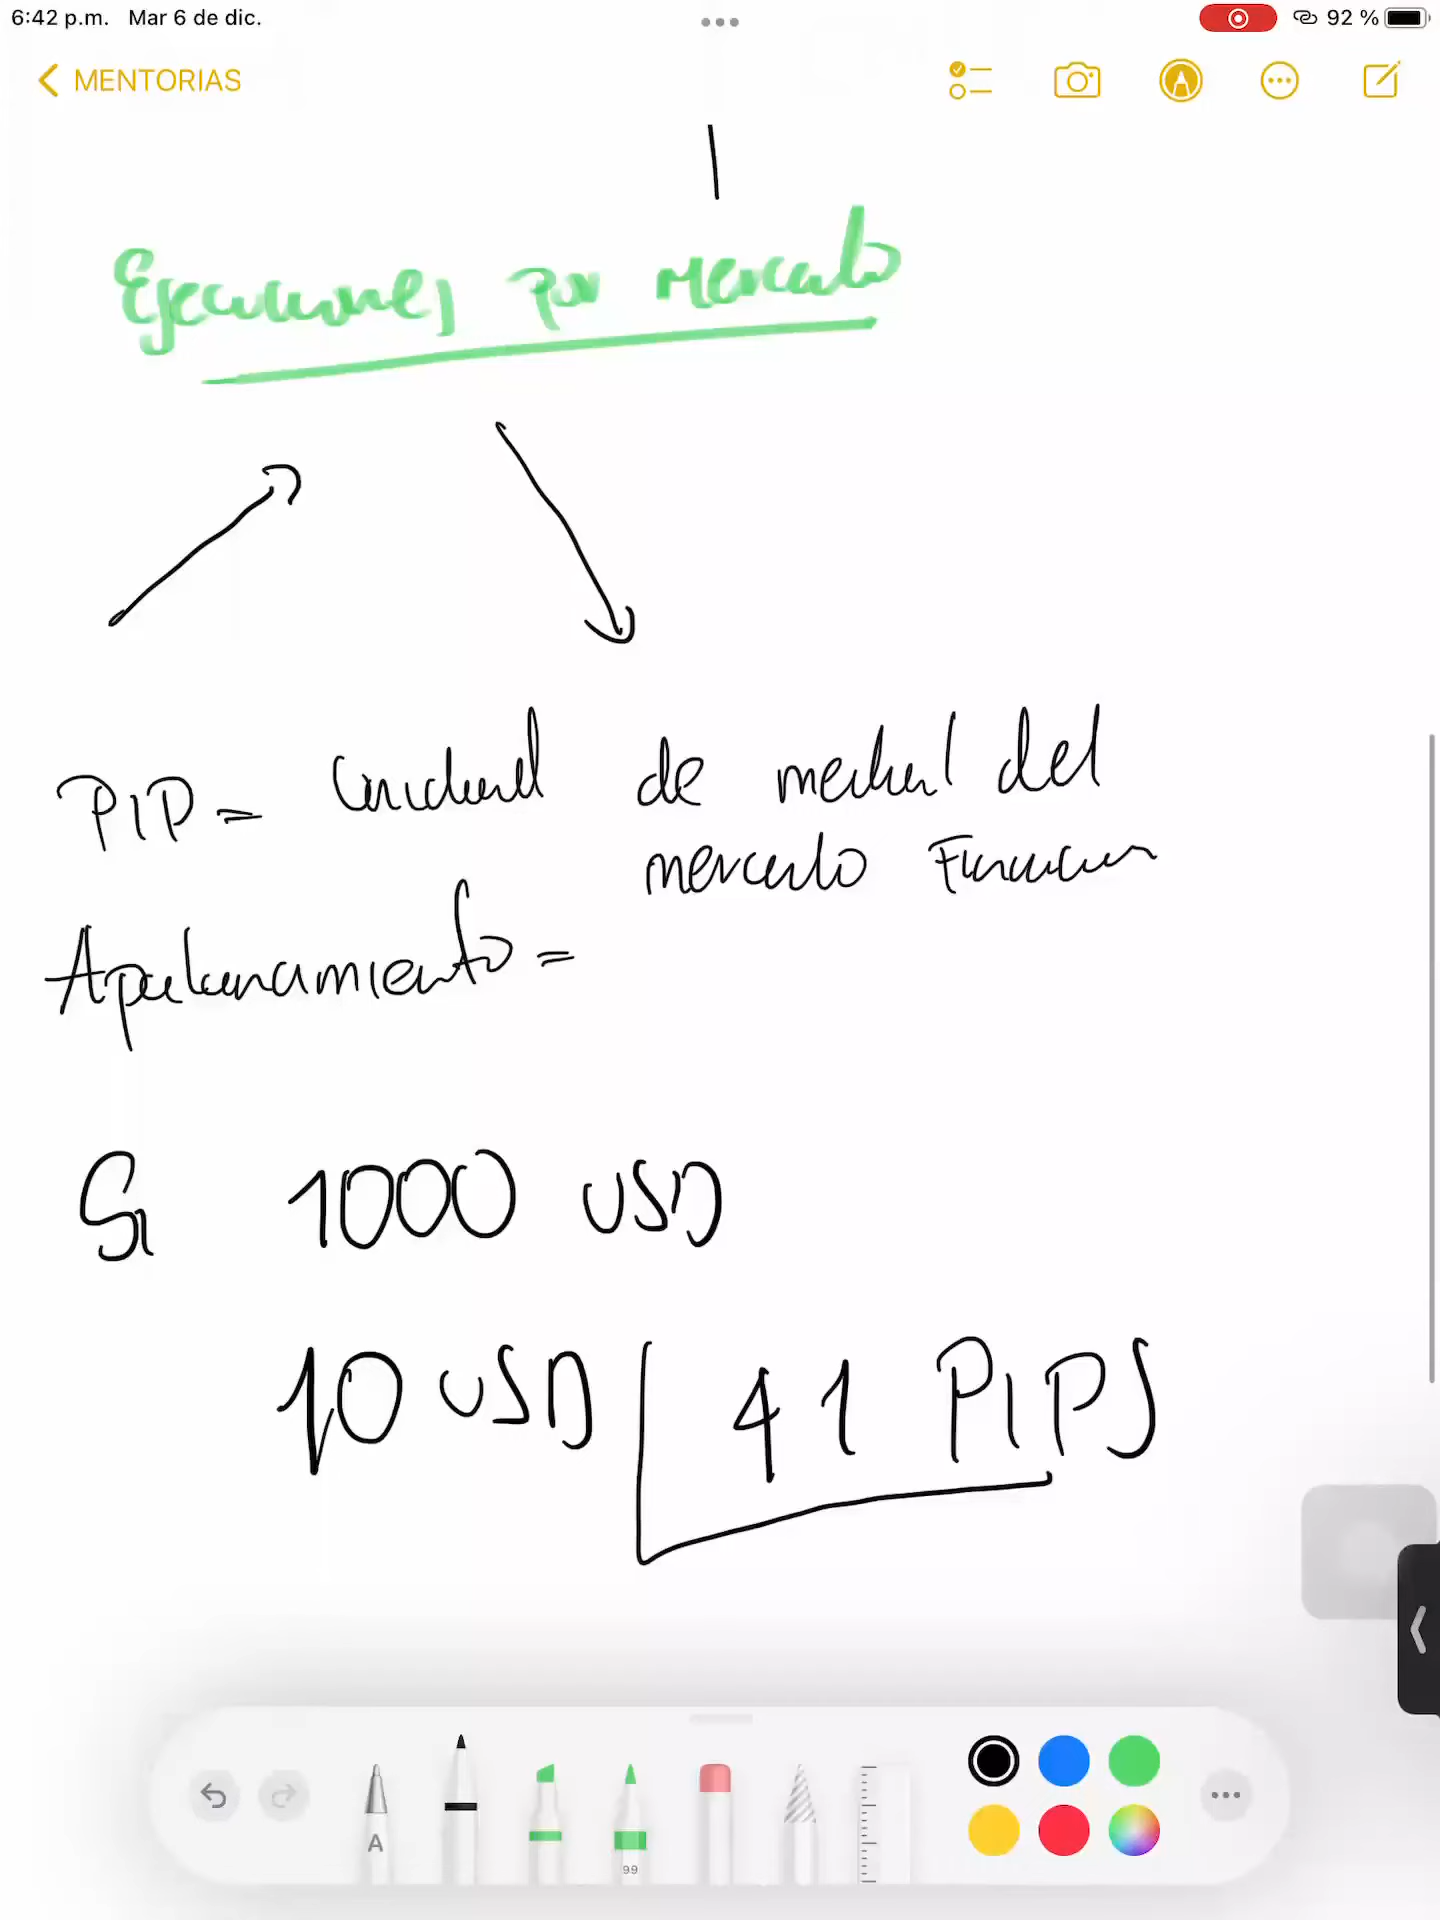 6:42 p.m. Mar 6 de dic.
92 %
MENTORIAS
Ejecuciones por mercado
PIP = Unidad de medida del
mercado Financiero
Apalancamiento =
Si 1000 USD
10 USD 41 PIPS
A
99